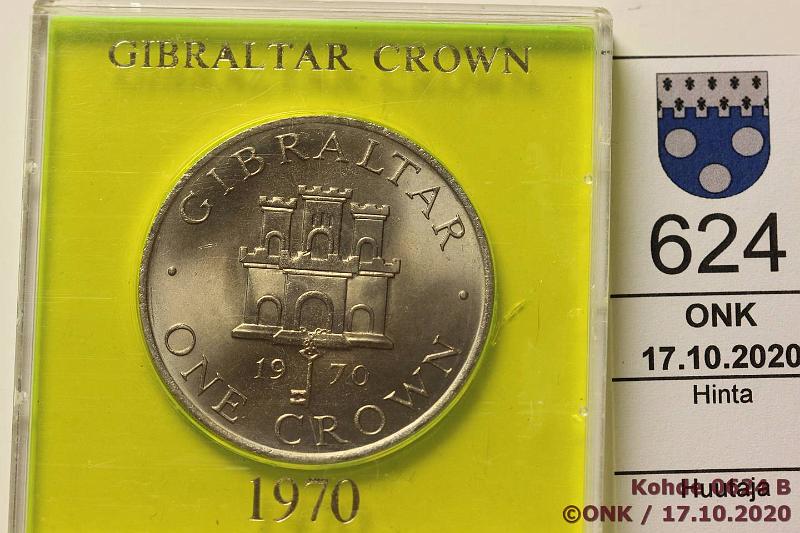 GIBRALTAR CROWN
GIBRALTAR
19 70
ONE CROWN
1970
624
ONK
17.10.2020
Hinta
Huutaja
Kohde 0624 B
©ONK / 17.10.2020